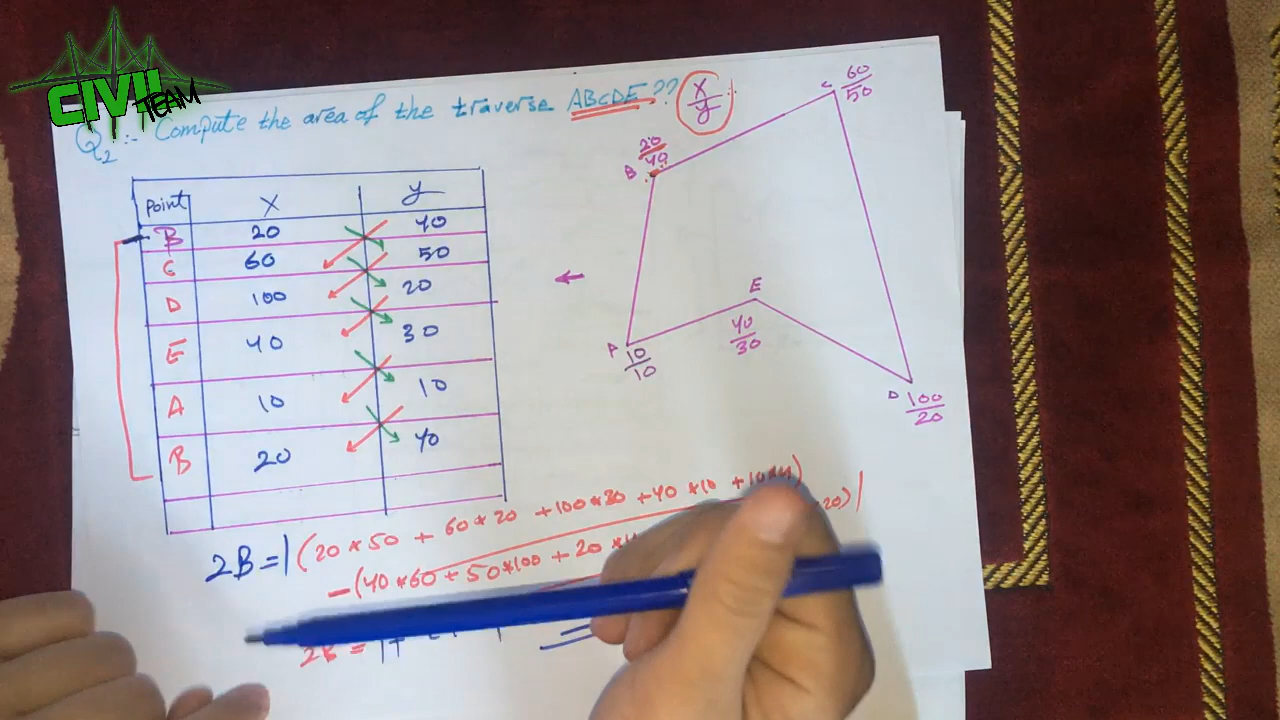 CIVIL
TEAM
Q2:- Compute the area of the traverse ABCDE ?? X/y
Point X y
B 20 40
C 60 50
D 100 20
E 40 30
A 10 10
B 20 40
C 60/50
20/40
B
E
40/30
A
10/10
D 100/20
2B=|(20*50 + 60*20 +100*30 +40*10
-(40*60+50*100+20* 20)|
2B =